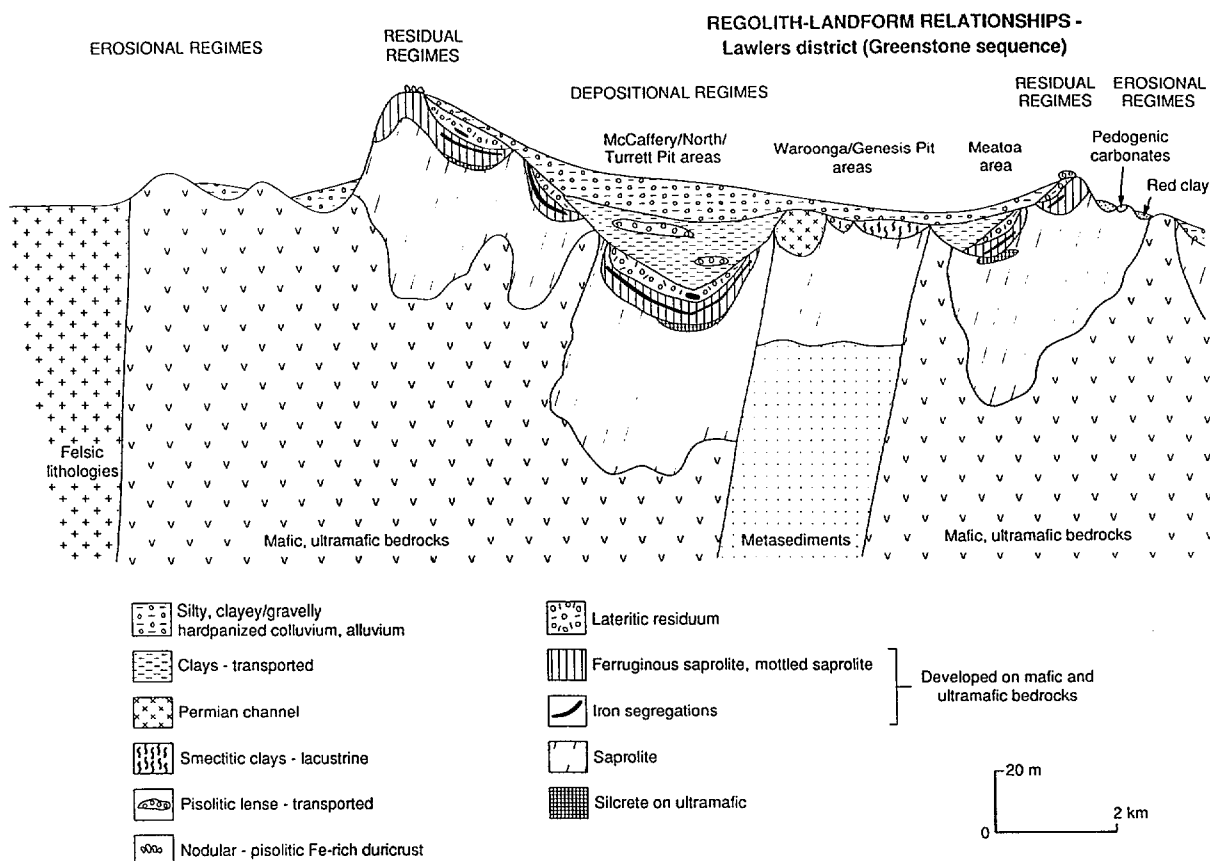 REGOLITH-LANDFORM RELATIONSHIPS -
Lawlers district (Greenstone sequence)
EROSIONAL REGIMES
RESIDUAL
REGIMES
DEPOSITIONAL REGIMES
RESIDUAL
REGIMES
EROSIONAL
REGIMES
McCaffery/North/
Turrett Pit areas
Waroonga/Genesis Pit
areas
Meatoa
area
Pedogenic
carbonates
Red clay
Felsic
lithologies
Mafic, ultramafic bedrocks
Metasediments
Mafic, ultramafic bedrocks
Silty, clayey/gravelly
hardpanized colluvium, alluvium
Clays - transported
Permian channel
Smectitic clays - lacustrine
Pisolitic lense - transported
Nodular - pisolitic Fe-rich duricrust
Lateritic residuum
Ferruginous saprolite, mottled saprolite
Iron segregations
Developed on mafic and
ultramafic bedrocks
Saprolite
Silcrete on ultramafic
20 m
0
2 km